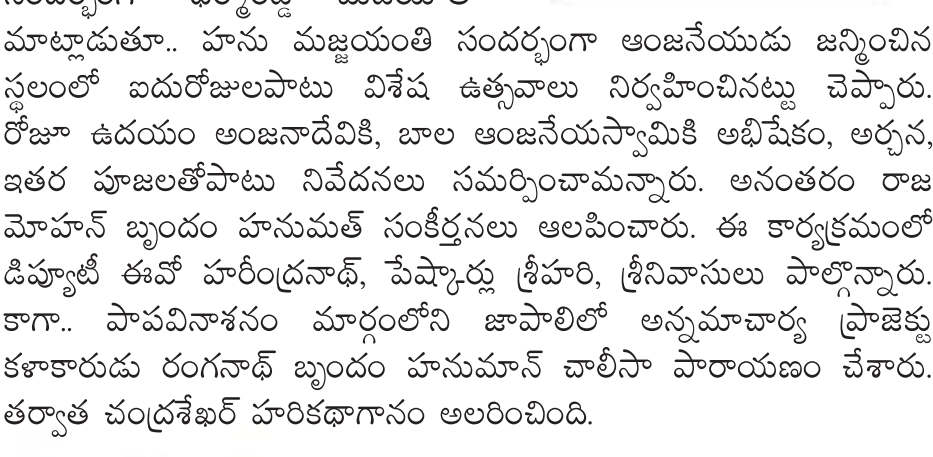 మాట్లాడుతూ.. హను మజ్జయంతి సందర్భంగా ఆంజనేయుడు జన్మించిన
స్థలంలో ఐదురోజులపాటు విశేష ఉత్సవాలు నిర్వహించినట్టు చెప్పారు.
రోజూ ఉదయం అంజనాదేవికి, బాల ఆంజనేయస్వామికి అభిషేకం, అర్చన,
ఇతర పూజలతోపాటు నివేదనలు సమర్పించామన్నారు. అనంతరం రాజ
మోహన్ బృందం హనుమత్ సంకీర్తనలు ఆలపించారు. ఈ కార్యక్రమంలో
డిప్యూటీ ఈవో హరీంద్రనాథ్, పేష్కార్లు శ్రీహరి, శ్రీనివాసులు పాల్గొన్నారు.
కాగా.. పాపవినాశనం మార్గంలోని జాపాలిలో అన్నమాచార్య ప్రాజెక్టు
కళాకారుడు రంగనాథ్ బృందం హనుమాన్ చాలీసా పారాయణం చేశారు.
తర్వాత చంద్రశేఖర్ హరికథాగానం అలరించింది.